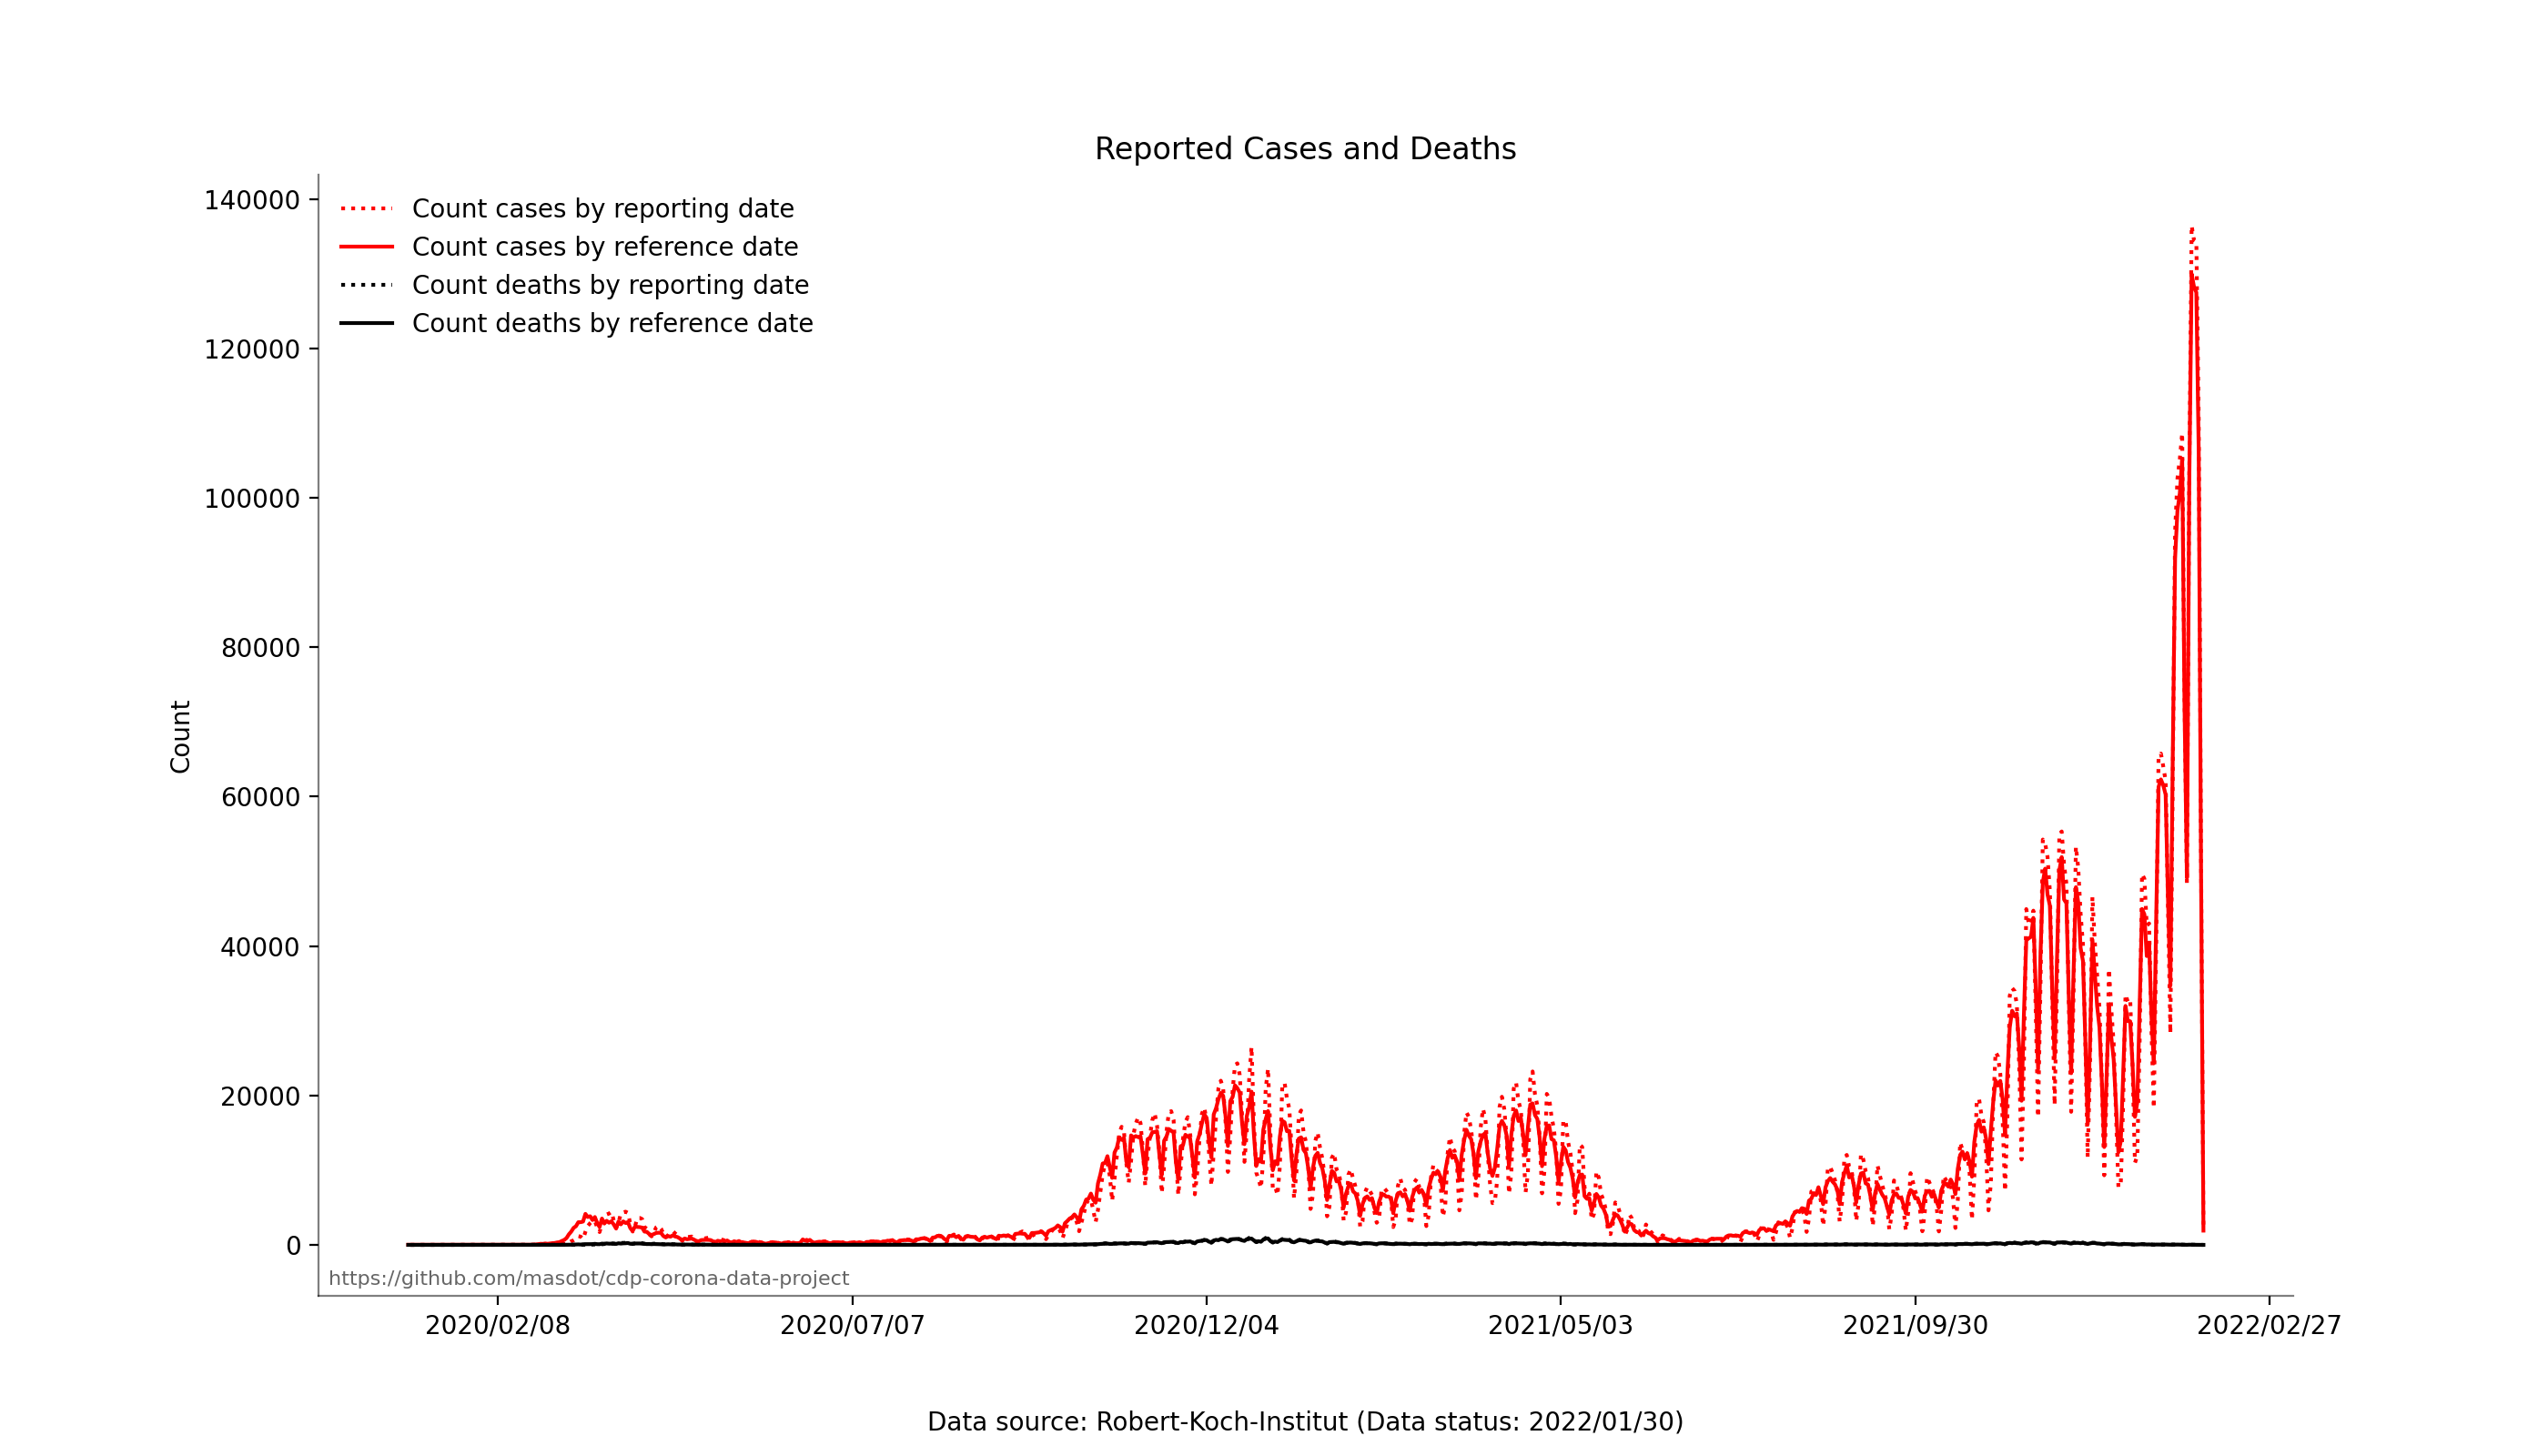 Reported Cases and Deaths
140000
120000
100000
80000
60000
40000
20000
0
Count
Count cases by reporting date
Count cases by reference date
Count deaths by reporting date
Count deaths by reference date
https://github.com/masdot/cdp-corona-data-project
2020/02/08 2020/07/07 2020/12/04 2021/05/03 2021/09/30 2022/02/27
Data source: Robert-Koch-Institut (Data status: 2022/01/30)